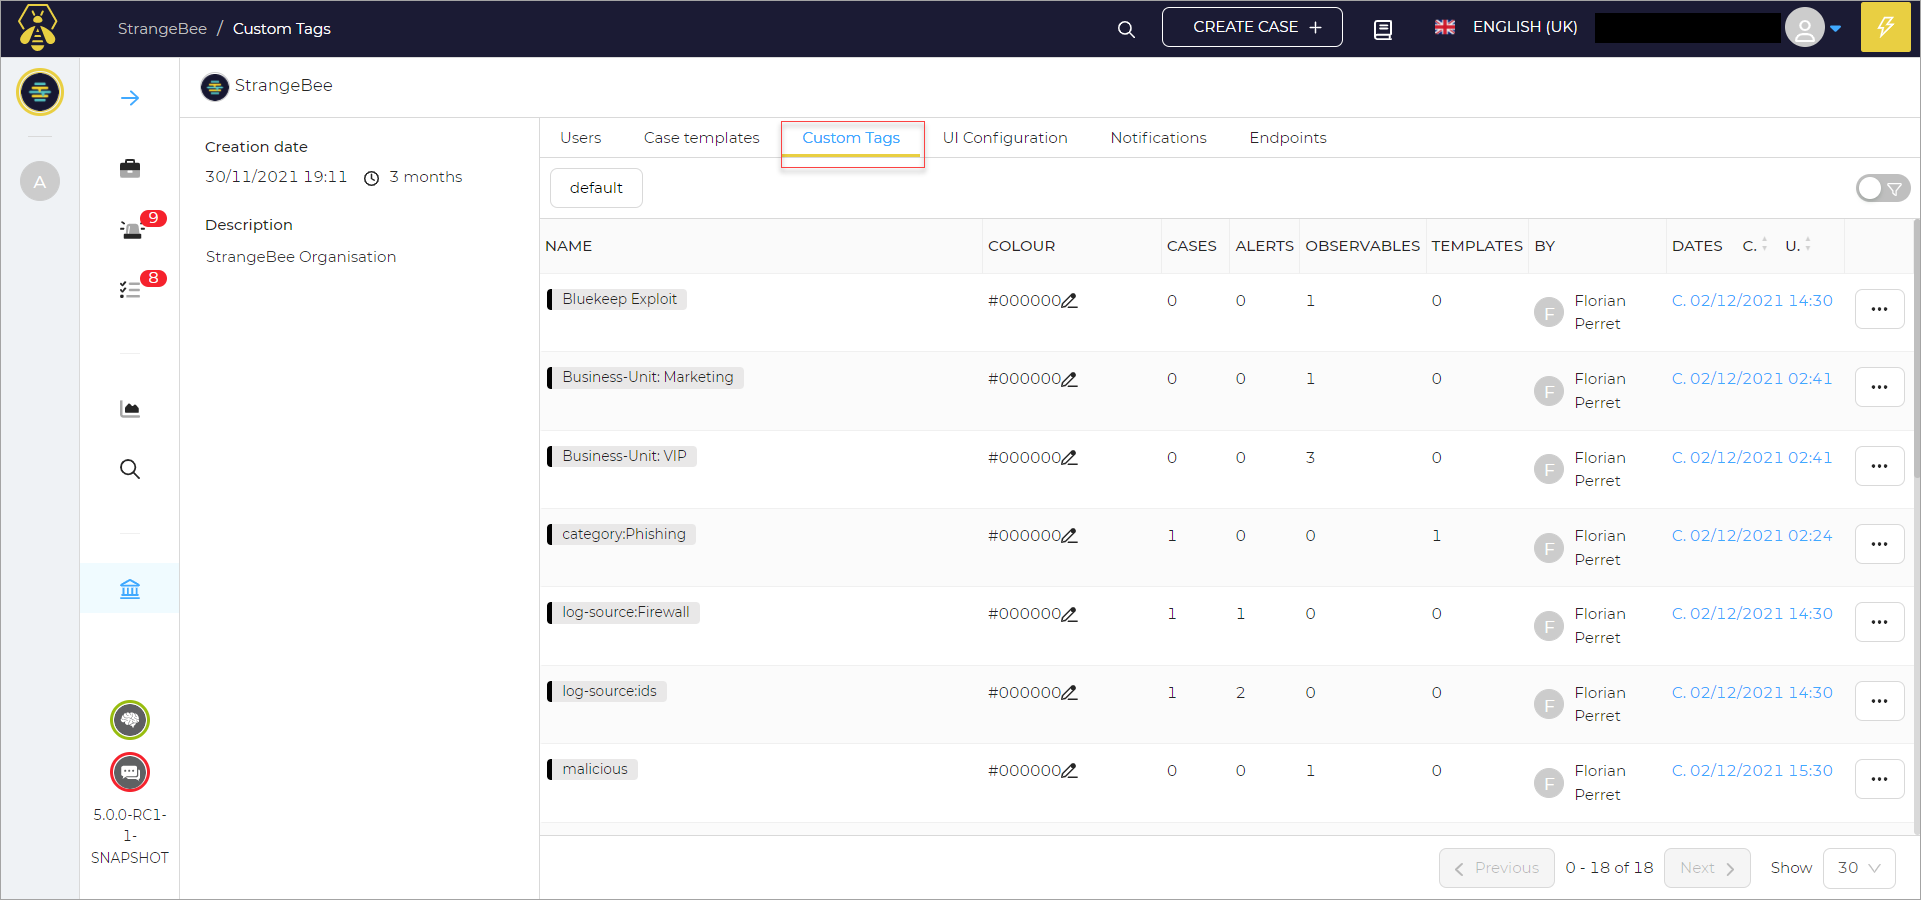 StrangeBee / Custom Tags
CREATE CASE +
ENGLISH (UK)
StrangeBee
A
9
8
5.0.0-RC1-
1-
SNAPSHOT
Creation date
30/11/2021 19:11 3 months
Description
StrangeBee Organisation
Users Case templates Custom Tags UI Configuration Notifications Endpoints
default
NAME COLOUR CASES ALERTS OBSERVABLES TEMPLATES BY DATES C. U.
Bluekeep Exploit #000000 0 0 1 0 F Florian C. 02/12/2021 14:30 ...
Perret
Business-Unit: Marketing #000000 0 0 1 0 F Florian C. 02/12/2021 02:41 ...
Perret
Business-Unit: VIP #000000 0 0 3 0 F Florian C. 02/12/2021 02:41 ...
Perret
category:Phishing #000000 1 0 0 1 F Florian C. 02/12/2021 02:24 ...
Perret
log-source:Firewall #000000 1 1 0 0 F Florian C. 02/12/2021 14:30 ...
Perret
log-source:ids #000000 1 2 0 0 F Florian C. 02/12/2021 14:30 ...
Perret
malicious #000000 0 0 1 0 F Florian C. 02/12/2021 15:30 ...
Perret
Previous 0 - 18 of 18 Next Show 30